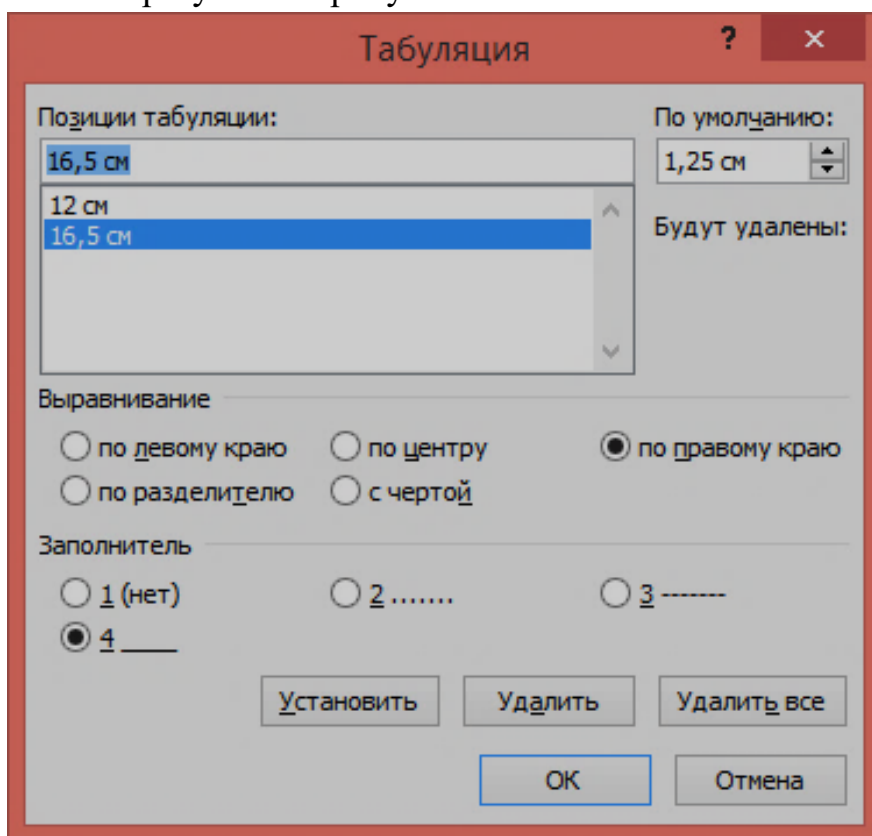 Табуляция ? ×
Позиции табуляции: По умолчанию:
16,5 см 1,25 см
12 см
16,5 см Будут удалены:
Выравнивание
по левому краю по центру по правому краю
по разделителю с чертой
Заполнитель
1 (нет) 2 ....... 3 -------
4 ____
Установить Удалить Удалить все
ОК Отмена